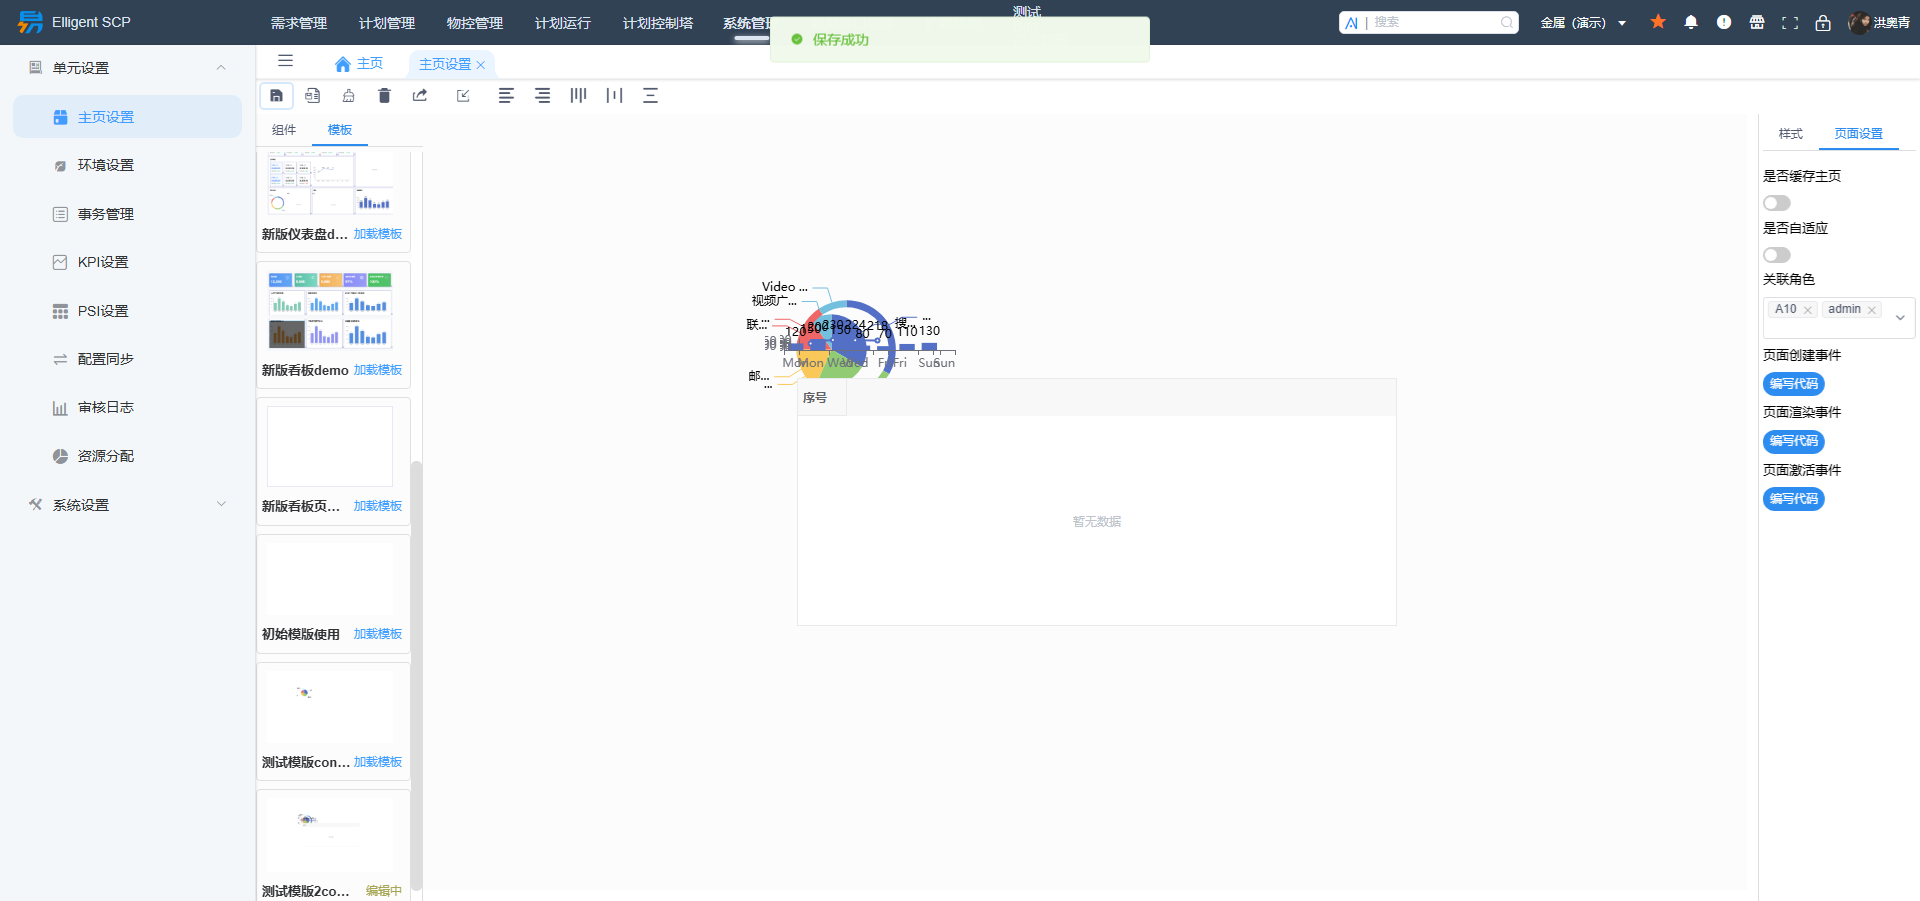 Elligent SCP
需求管理
计划管理
物控管理
计划运行
计划控制塔
系统管理
测试
保存成功
AI | 搜索
金属（演示）
洪奥青
单元设置
主页设置
环境设置
事务管理
KPI设置
PSI设置
配置同步
审核日志
资源分配
系统设置
主页
主页设置
组件
模板
新版仪表盘d... 加载模板
新版看板demo 加载模板
新版看板页... 加载模板
初始模版使用 加载模板
测试模版con... 加载模板
测试模版2co... 编辑中
Video ...
视频广...
联...
邮...
...
搜...
...
120
200
150
230
224
218
80
70
110
130
Mon
Mon
Wed
Wed
Fri
Fri
Sun
Sun
序号
暂无数据
样式
页面设置
是否缓存主页
是否自适应
关联角色
A10
admin
页面创建事件
编写代码
页面渲染事件
编写代码
页面激活事件
编写代码